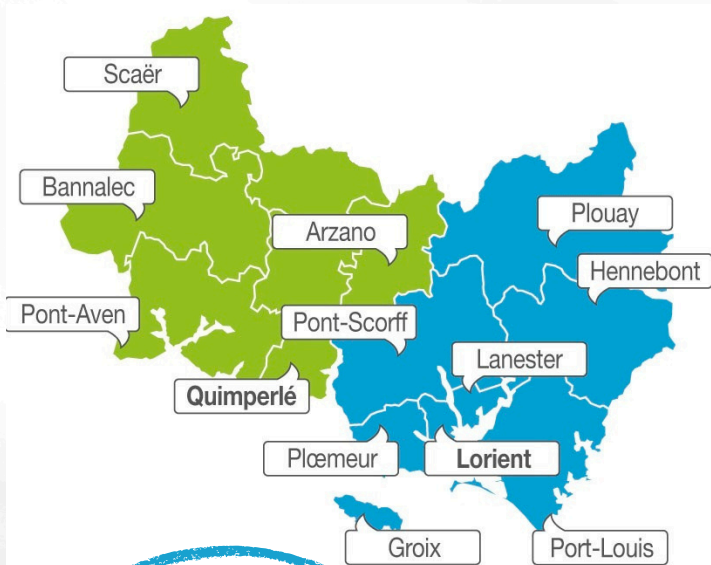 Scaër
Bannalec
Plouay
Arzano
Hennebont
Pont-Aven
Pont-Scorff
Lanester
Quimperlé
Plœmeur
Lorient
Groix
Port-Louis